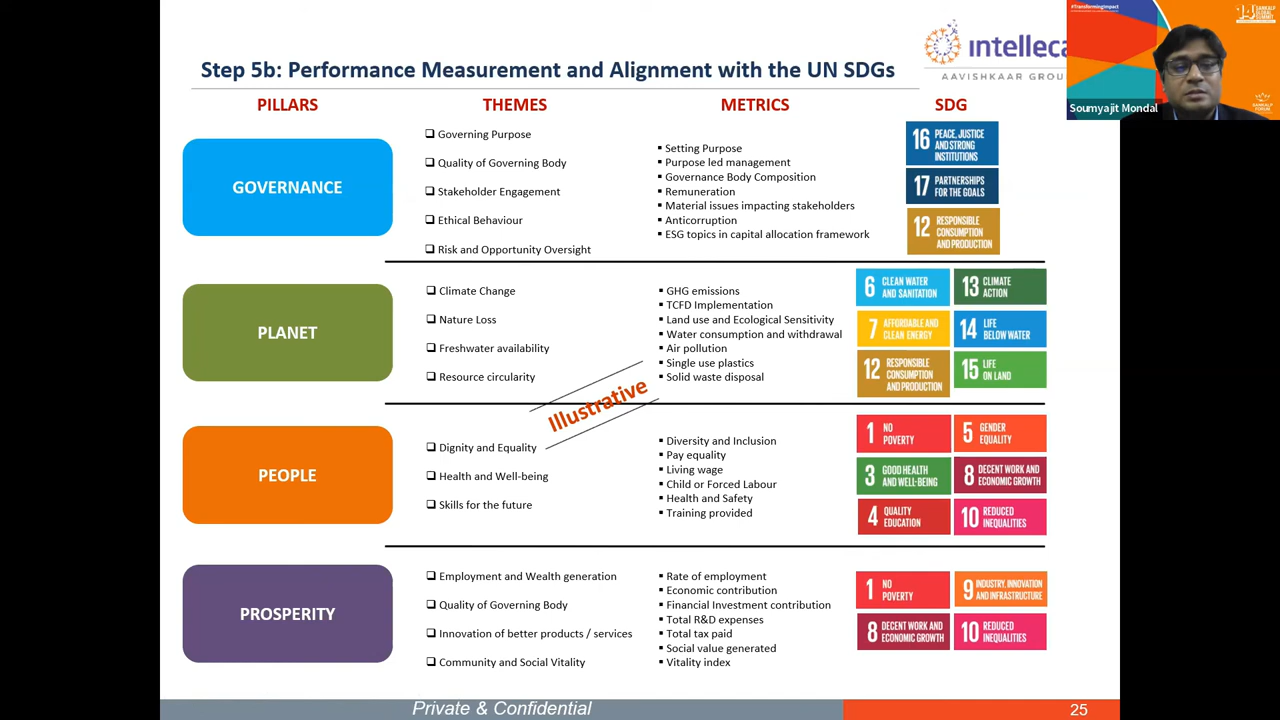 #TransformingImpact
14
SANKALP
GLOBAL
SUMMIT
intelleca
AAVISHKAAR GROU
Soumyajit Mondal
SANKALP
FORUM
Step 5b: Performance Measurement and Alignment with the UN SDGs
PILLARS
THEMES
METRICS
SDG
GOVERNANCE
Governing Purpose
Quality of Governing Body
Stakeholder Engagement
Ethical Behaviour
Risk and Opportunity Oversight
Setting Purpose
Purpose led management
Governance Body Composition
Remuneration
Material issues impacting stakeholders
Anticorruption
ESG topics in capital allocation framework
16 PEACE, JUSTICE
AND STRONG
INSTITUTIONS
17 PARTNERSHIPS
FOR THE GOALS
12 RESPONSIBLE
CONSUMPTION
AND PRODUCTION
PLANET
Climate Change
Nature Loss
Freshwater availability
Resource circularity
GHG emissions
TCFD Implementation
Land use and Ecological Sensitivity
Water consumption and withdrawal
Air pollution
Single use plastics
Solid waste disposal
6 CLEAN WATER
AND SANITATION
13 CLIMATE
ACTION
7 AFFORDABLE AND
CLEAN ENERGY
14 LIFE
BELOW WATER
12 RESPONSIBLE
CONSUMPTION
AND PRODUCTION
15 LIFE
ON LAND
Illustrative
PEOPLE
Dignity and Equality
Health and Well-being
Skills for the future
Diversity and Inclusion
Pay equality
Living wage
Child or Forced Labour
Health and Safety
Training provided
1 NO
POVERTY
5 GENDER
EQUALITY
3 GOOD HEALTH
AND WELL-BEING
8 DECENT WORK AND
ECONOMIC GROWTH
4 QUALITY
EDUCATION
10 REDUCED
INEQUALITIES
PROSPERITY
Employment and Wealth generation
Quality of Governing Body
Innovation of better products / services
Community and Social Vitality
Rate of employment
Economic contribution
Financial Investment contribution
Total R&D expenses
Total tax paid
Social value generated
Vitality index
1 NO
POVERTY
9 INDUSTRY, INNOVATION
AND INFRASTRUCTURE
8 DECENT WORK AND
ECONOMIC GROWTH
10 REDUCED
INEQUALITIES
Private & Confidential
25